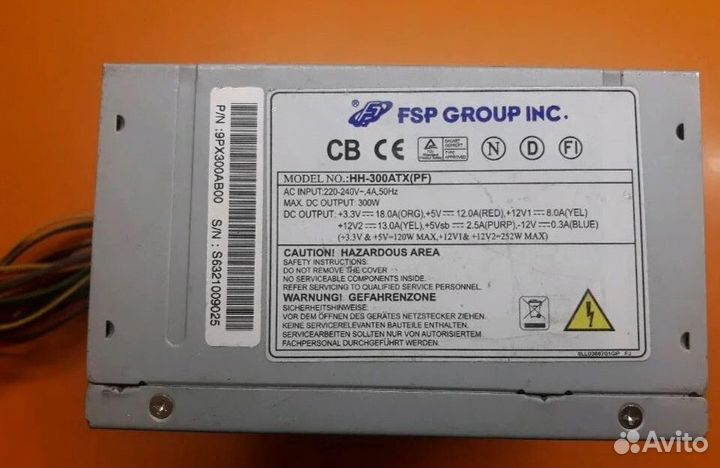 P/N :9PX300AB00 S/N : S6321009025
® FSP GROUP INC.
CB CE N D FI
MODEL NO.:HH-300ATX(PF)
AC INPUT:220-240V~,4A,50Hz
MAX. DC OUTPUT: 300W
DC OUTPUT: +3.3V 18.0A(ORG),+5V 12.0A(RED),+12V1 8.0A(YEL)
+12V2 13.0A(YEL),+5Vsb 2.5A(PURP),-12V 0.3A(BLUE)
(+3.3V & +5V=120W MAX,+12V1& +12V2=252W MAX)
CAUTION! HAZARDOUS AREA
SAFETY INSTRUCTIONS:
DO NOT REMOVE THE COVER
NO SERVICEABLE COMPONENTS INSIDE.
REFER SERVICING TO QUALIFIED SERVICE PERSONNEL.
WARNUNG! GEFAHRENZONE
SICHERHEITSHINWEISE:
VOR DEM ÖFFNEN DES GERÄTES NETZSTECKER ZIEHEN
KEINE SERVICERELEVANTEN BAUTEILE ENTHALTEN.
SERVICEARBEITEN SOLLTEN NUR VON AUTORISIERTEM
FACHPERSONAL DURCHGEFÜHRT WERDEN.
Avito